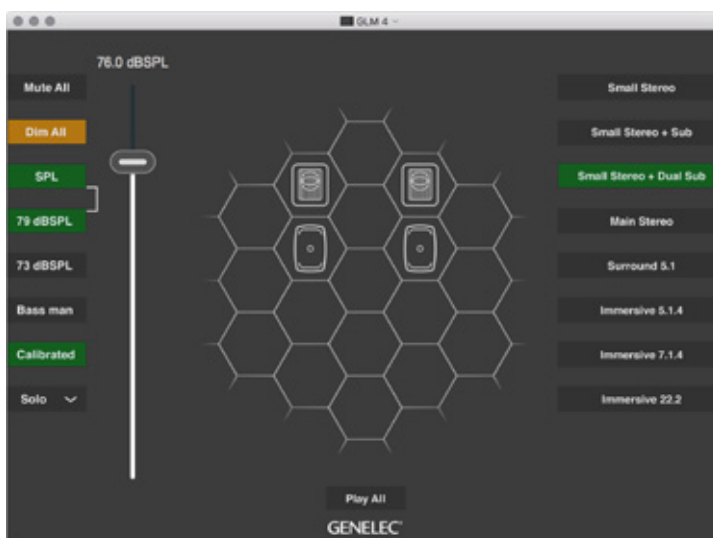 GLM 4
76.0 dBSPL
Mute All
Dim All
SPL
79 dBSPL
73 dBSPL
Bass man
Calibrated
Solo
Small Stereo
Small Stereo + Sub
Small Stereo + Dual Sub
Main Stereo
Surround 5.1
Immersive 5.1.4
Immersive 7.1.4
Immersive 22.2
Play All
GENELEC